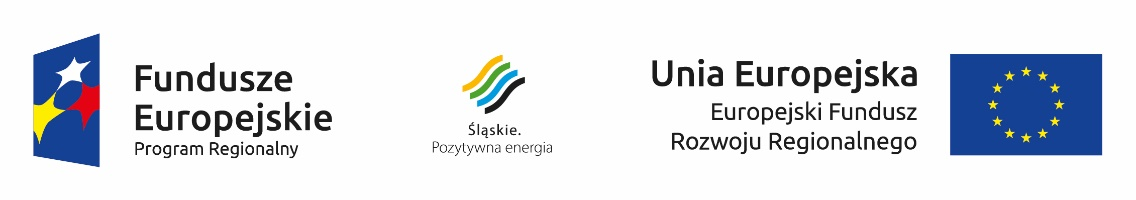 Fundusze
Europejskie
Program Regionalny
Śląskie.
Pozytywna energia
Unia Europejska
Europejski Fundusz
Rozwoju Regionalnego